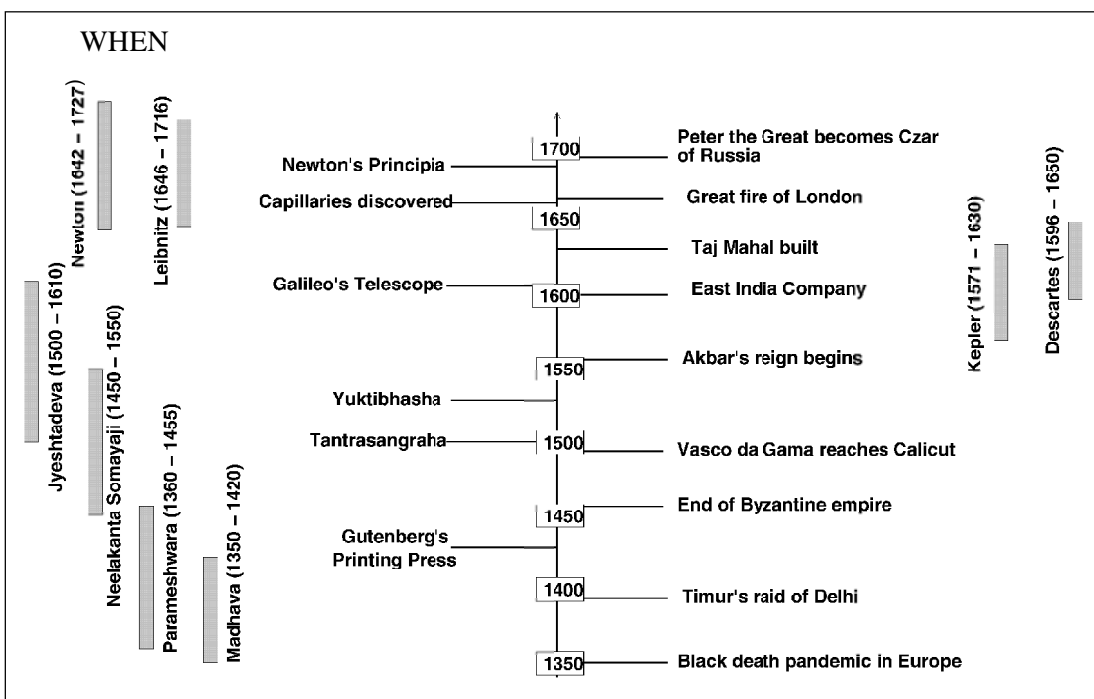 WHEN
Newton (1642 – 1727)
Leibnitz (1646 – 1716)
Jyeshtadeva (1500 – 1610)
Neelakanta Somayaji (1450 – 1550)
Parameshwara (1360 – 1455)
Madhava (1350 – 1420)
Newton's Principia
Capillaries discovered
Galileo's Telescope
Yuktibhasha
Tantrasangraha
Gutenberg's
Printing Press
1700
1650
1600
1550
1500
1450
1400
1350
Peter the Great becomes Czar
of Russia
Great fire of London
Taj Mahal built
East India Company
Akbar's reign begins
Vasco da Gama reaches Calicut
End of Byzantine empire
Timur's raid of Delhi
Black death pandemic in Europe
Kepler (1571 – 1630)
Descartes (1596 – 1650)